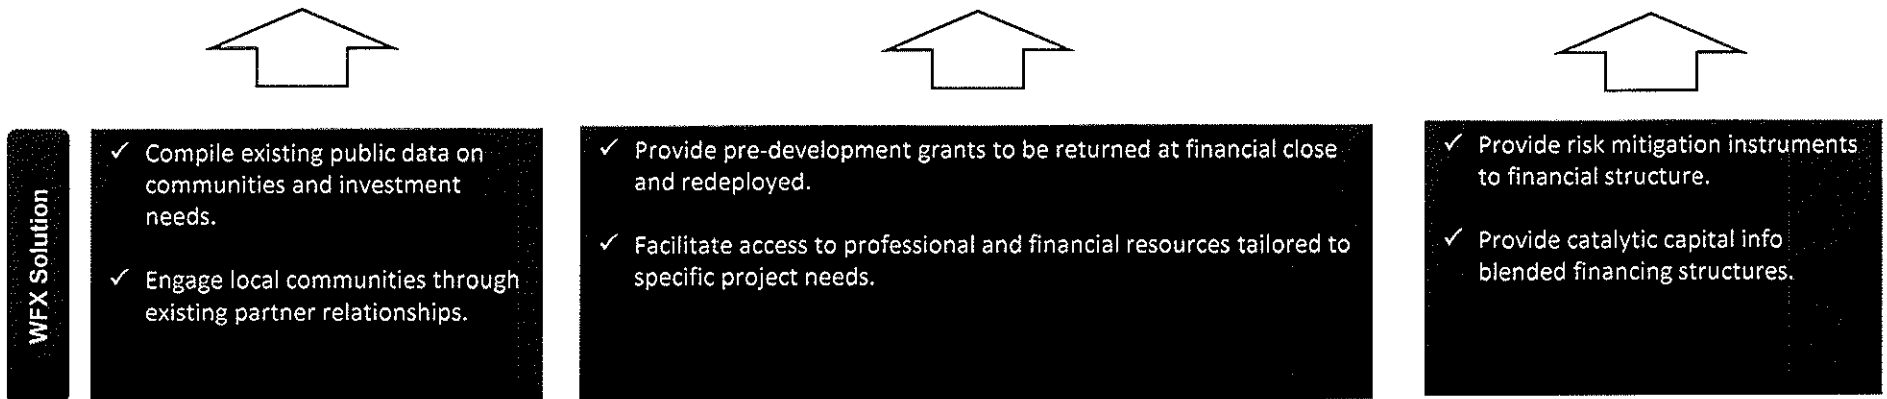 WFX Solution
✓ Compile existing public data on
communities and investment
needs.
✓ Engage local communities through
existing partner relationships.
✓ Provide pre-development grants to be returned at financial close
and redeployed.
✓ Facilitate access to professional and financial resources tailored to
specific project needs.
✓ Provide risk mitigation instruments
to financial structure.
✓ Provide catalytic capital info
blended financing structures.